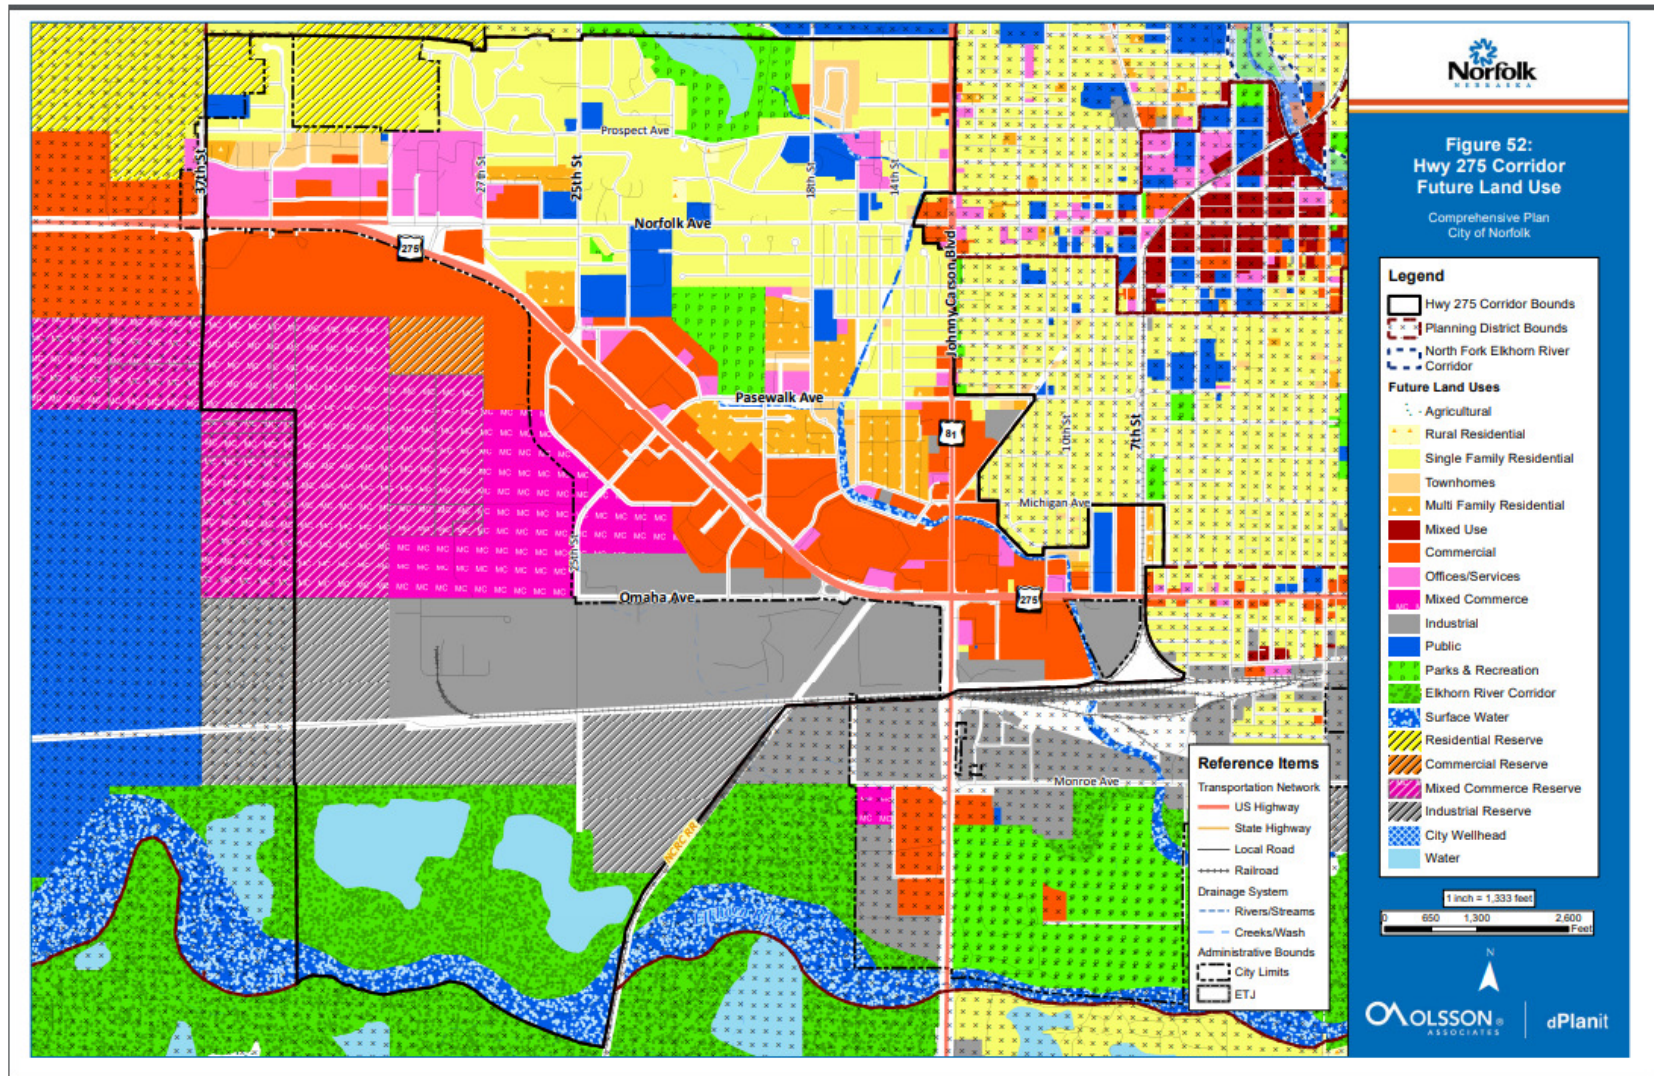 Prospect Ave
37th St
27th St
25th St
18th St
14th St
Norfolk Ave
275
Johnny Carson Blvd
Pasewalk Ave
81
10th St
7th St
Michigan Ave
25th St
Omaha Ave
275
Monroe Ave
NCRC RR
Elkhorn River
Norfolk
NEBRASKA
Figure 52:
Hwy 275 Corridor
Future Land Use
Comprehensive Plan
City of Norfolk
Legend
Hwy 275 Corridor Bounds
Planning District Bounds
North Fork Elkhorn River
Corridor
Future Land Uses
Agricultural
Rural Residential
Single Family Residential
Townhomes
Multi Family Residential
Mixed Use
Commercial
Offices/Services
Mixed Commerce
Industrial
Public
Parks & Recreation
Elkhorn River Corridor
Surface Water
Residential Reserve
Commercial Reserve
Mixed Commerce Reserve
Industrial Reserve
City Wellhead
Water
1 inch = 1,333 feet
0 650 1,300 2,600
Feet
N
OLSSON®
ASSOCIATES
dPlanit
Reference Items
Transportation Network
US Highway
State Highway
Local Road
Railroad
Drainage System
Rivers/Streams
Creeks/Wash
Administrative Bounds
City Limits
ETJ